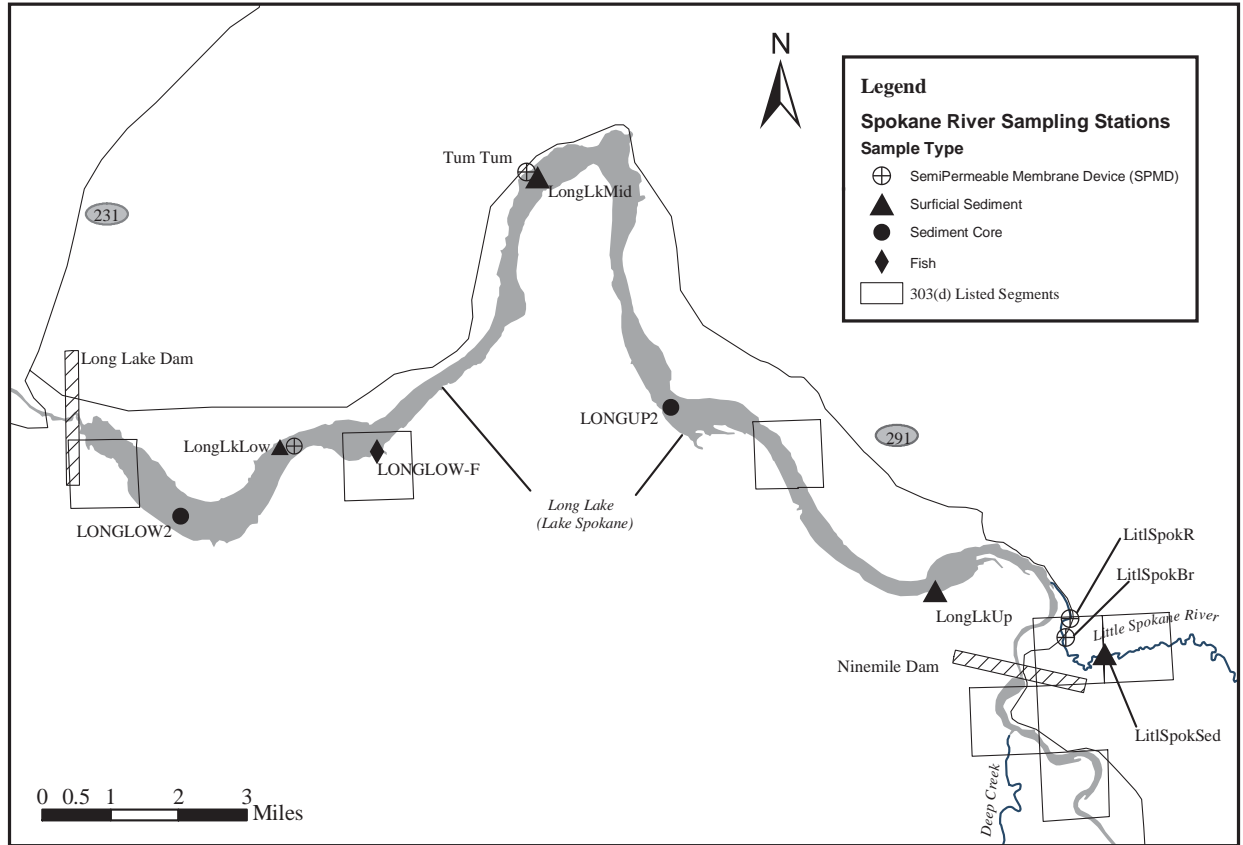 N
Legend
Spokane River Sampling Stations
Sample Type
SemiPermeable Membrane Device (SPMD)
Surficial Sediment
Sediment Core
Fish
303(d) Listed Segments
Tum Tum
LongLkMid
231
Long Lake Dam
LONGUP2
291
LongLkLow
LONGLOW-F
Long Lake
(Lake Spokane)
LONGLOW2
LitlSpokR
LitlSpokBr
LongLkUp
Little Spokane River
Ninemile Dam
LitlSpokSed
Deep Creek
0 0.5 1 2 3
Miles